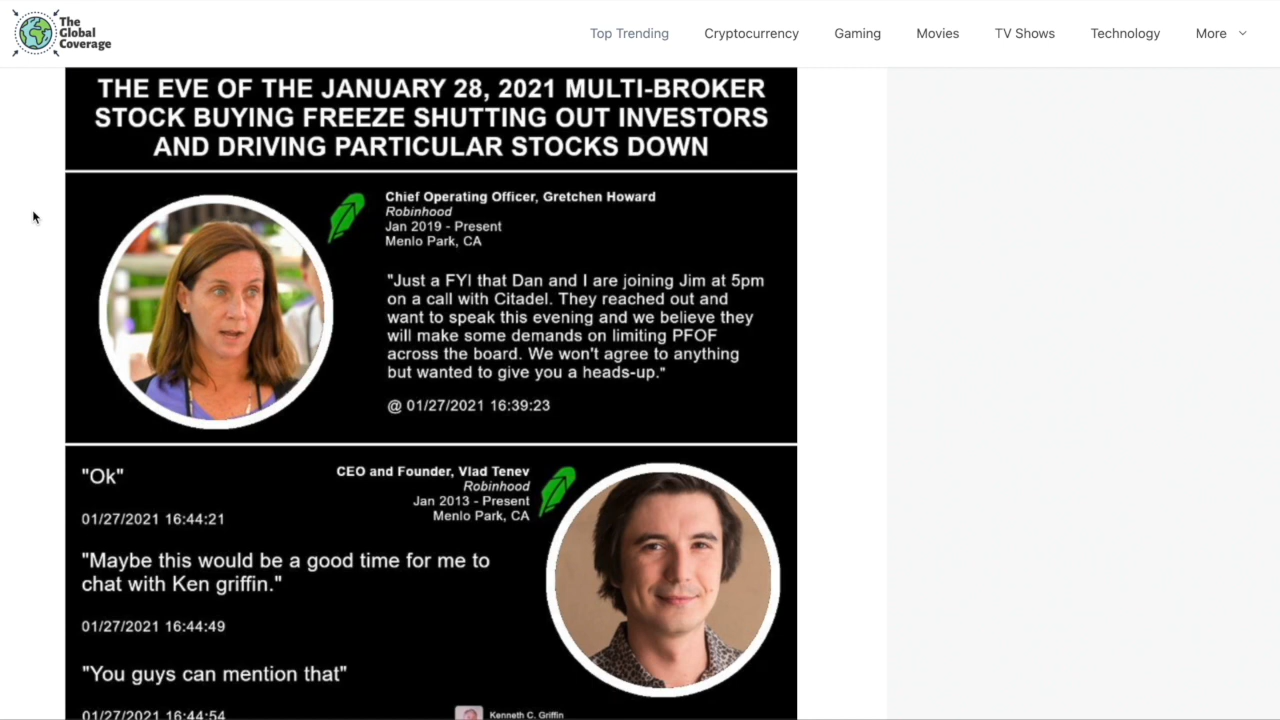 The
Global
Coverage
Top Trending
Cryptocurrency
Gaming
Movies
TV Shows
Technology
More
THE EVE OF THE JANUARY 28, 2021 MULTI-BROKER
STOCK BUYING FREEZE SHUTTING OUT INVESTORS
AND DRIVING PARTICULAR STOCKS DOWN
Chief Operating Officer, Gretchen Howard
Robinhood
Jan 2019 - Present
Menlo Park, CA
"Just a FYI that Dan and I are joining Jim at 5pm
on a call with Citadel. They reached out and
want to speak this evening and we believe they
will make some demands on limiting PFOF
across the board. We won't agree to anything
but wanted to give you a heads-up."
@ 01/27/2021 16:39:23
"Ok"
01/27/2021 16:44:21
CEO and Founder, Vlad Tenev
Robinhood
Jan 2013 - Present
Menlo Park, CA
"Maybe this would be a good time for me to
chat with Ken griffin."
01/27/2021 16:44:49
"You guys can mention that"
01/27/2021 16:44:54
Kenneth C. Griffin